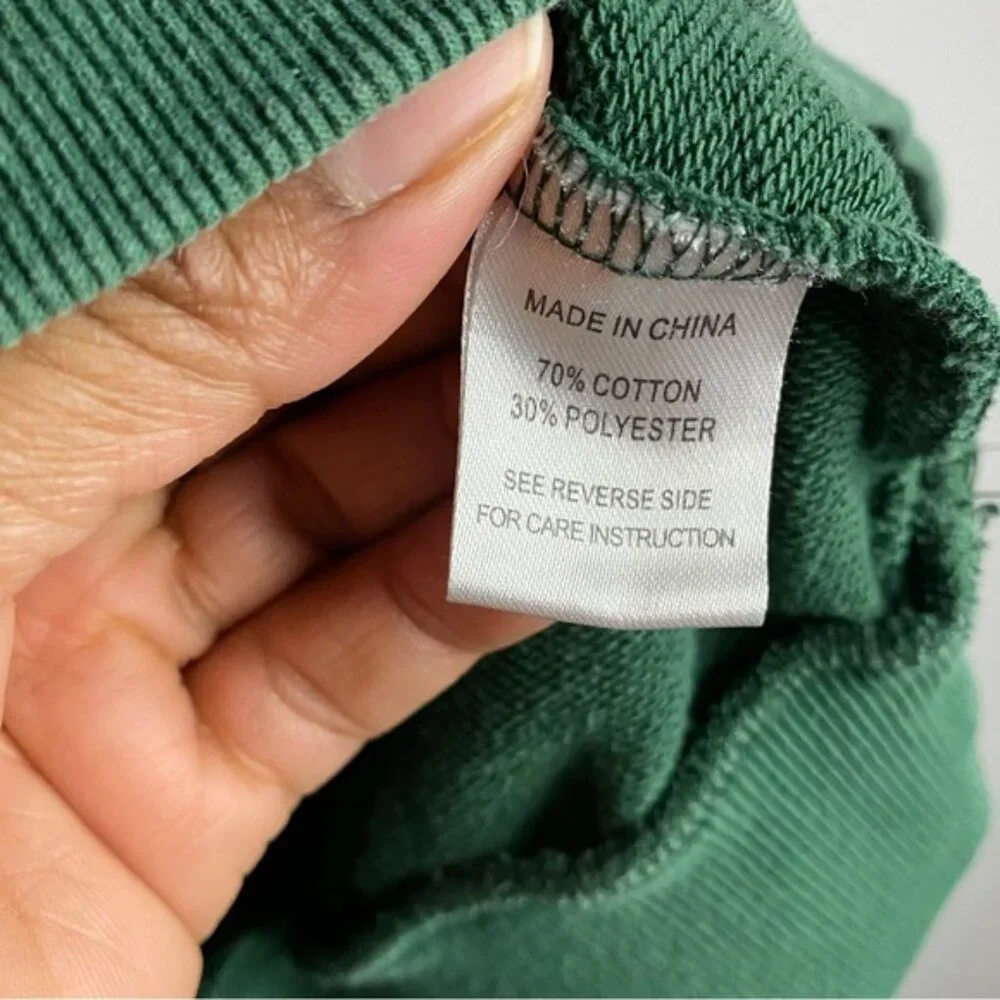 MADE IN CHINA
70% COTTON
30% POLYESTER
SEE REVERSE SIDE
FOR CARE INSTRUCTION